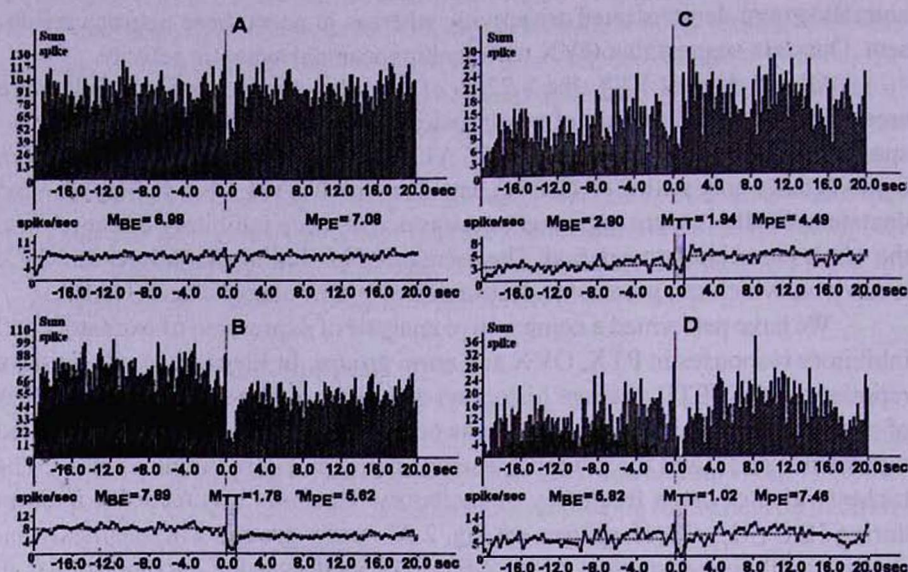 A
Sum
spike
130
117
104
91
78
65
52
39
26
13
0
-16.0 -12.0 -8.0 -4.0 0.0 4.0 8.0 12.0 16.0 20.0 sec
spike/sec MBE=6.98 MPE=7.08
11
4
0
-16.0 -12.0 -8.0 -4.0 0.0 4.0 8.0 12.0 16.0 20.0 sec
C
Sum
spike
30
27
24
21
18
15
12
9
6
3
0
-16.0 -12.0 -8.0 -4.0 0.0 4.0 8.0 12.0 16.0 20.0 sec
spike/sec MBE=2.90 MTT=1.94 MPE=4.49
8
3
0
-16.0 -12.0 -8.0 -4.0 0.0 4.0 8.0 12.0 16.0 20.0 sec
B
Sum
spike
110
99
88
77
66
55
44
33
22
11
0
-16.0 -12.0 -8.0 -4.0 0.0 4.0 8.0 12.0 16.0 20.0 sec
spike/sec MBE=7.89 MTT=1.78 MPE=5.62
12
8
0
-16.0 -12.0 -8.0 -4.0 0.0 4.0 8.0 12.0 16.0 20.0 sec
D
Sum
spike
36
32
28
24
20
16
12
8
4
0
-16.0 -12.0 -8.0 -4.0 0.0 4.0 8.0 12.0 16.0 20.0 sec
spike/sec MBE=5.82 MTT=1.02 MPE=7.46
14
0
-16.0 -12.0 -8.0 -4.0 0.0 4.0 8.0 12.0 16.0 20.0 sec